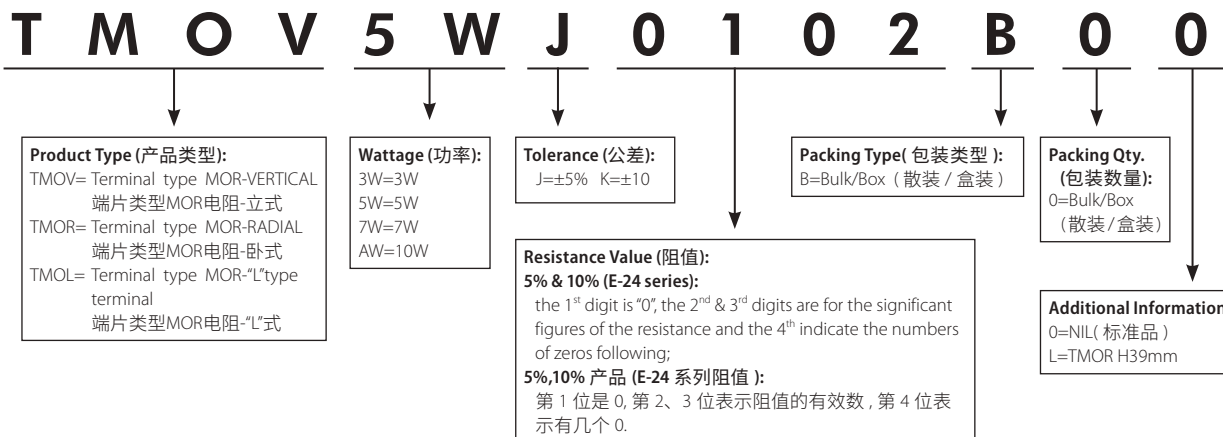 TMOV5WJ0102B00
Product Type (产品类型):
TMOV= Terminal type MOR-VERTICAL
端片类型MOR电阻-立式
TMOR= Terminal type MOR-RADIAL
端片类型MOR电阻-卧式
TMOL= Terminal type MOR-“L”type
terminal
端片类型MOR电阻-“L”式
Wattage (功率):
3W=3W
5W=5W
7W=7W
AW=10W
Tolerance (公差):
J=±5% K=±10
Resistance Value (阻值):
5% & 10% (E-24 series):
the 1st digit is “0”, the 2nd & 3rd digits are for the significant
figures of the resistance and the 4th indicate the numbers
of zeros following;
5%,10% 产品 (E-24 系列阻值 ):
第 1 位是 0, 第 2、3 位表示阻值的有效数 , 第 4 位表
示有几个 0.
Packing Type( 包装类型 ):
B=Bulk/Box ( 散装 / 盒装 )
Packing Qty.
(包装数量):
0=Bulk/Box
(散装/盒装)
Additional Information
0=NIL( 标准品 )
L=TMOR H39mm